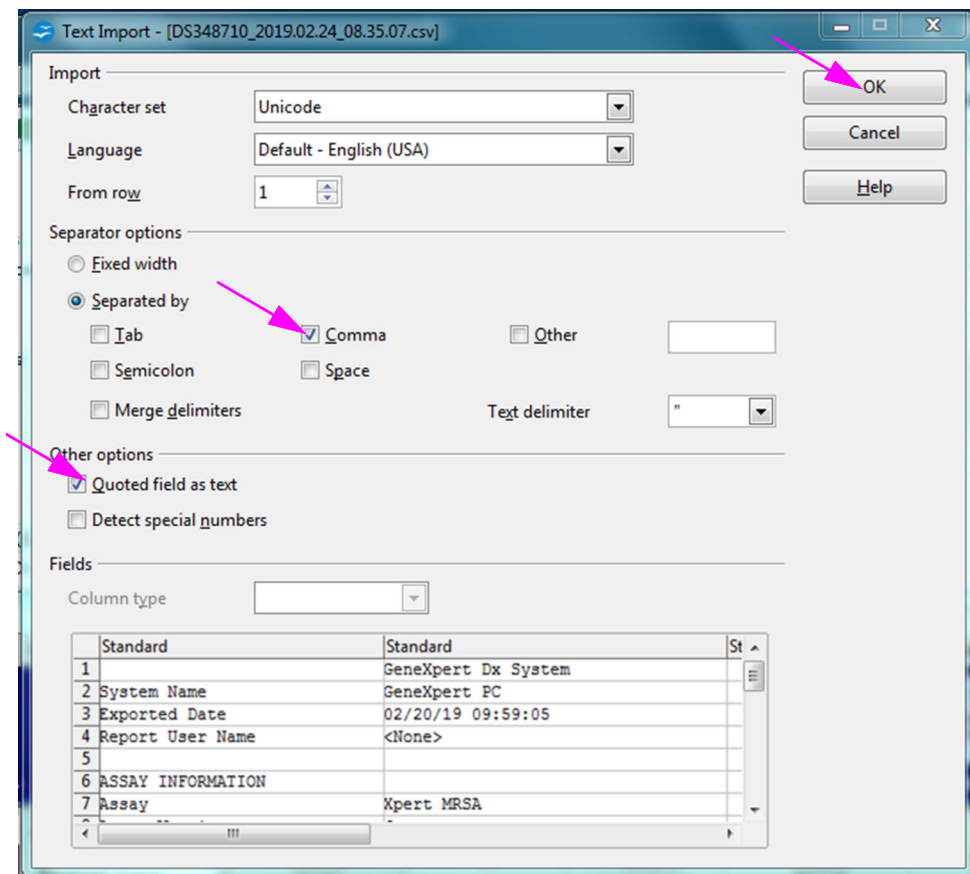 Text Import - [DS348710_2019.02.24_08.35.07.csv]
Import
OK
Character set Unicode
Cancel
Language Default - English (USA)
From row 1
Help
Separator options
Fixed width
Separated by
Tab Comma Other
Semicolon Space
Merge delimiters Text delimiter "
Other options
Quoted field as text
Detect special numbers
Fields
Column type
Standard Standard St
1 GeneXpert Dx System
2 System Name GeneXpert PC
3 Exported Date 02/20/19 09:59:05
4 Report User Name <None>
5
6 ASSAY INFORMATION
7 Assay Xpert MRSA